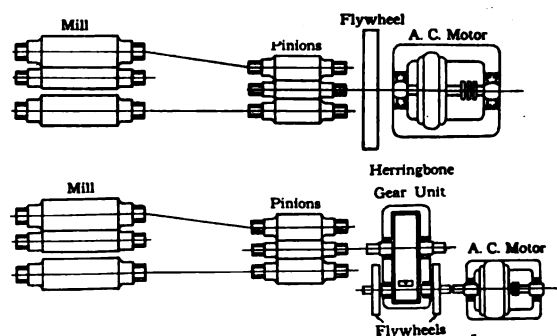 Mill
Pinions
Flywheel
A. C. Motor
Mill
Pinions
Herringbone
Gear Unit
A. C. Motor
Flywheels